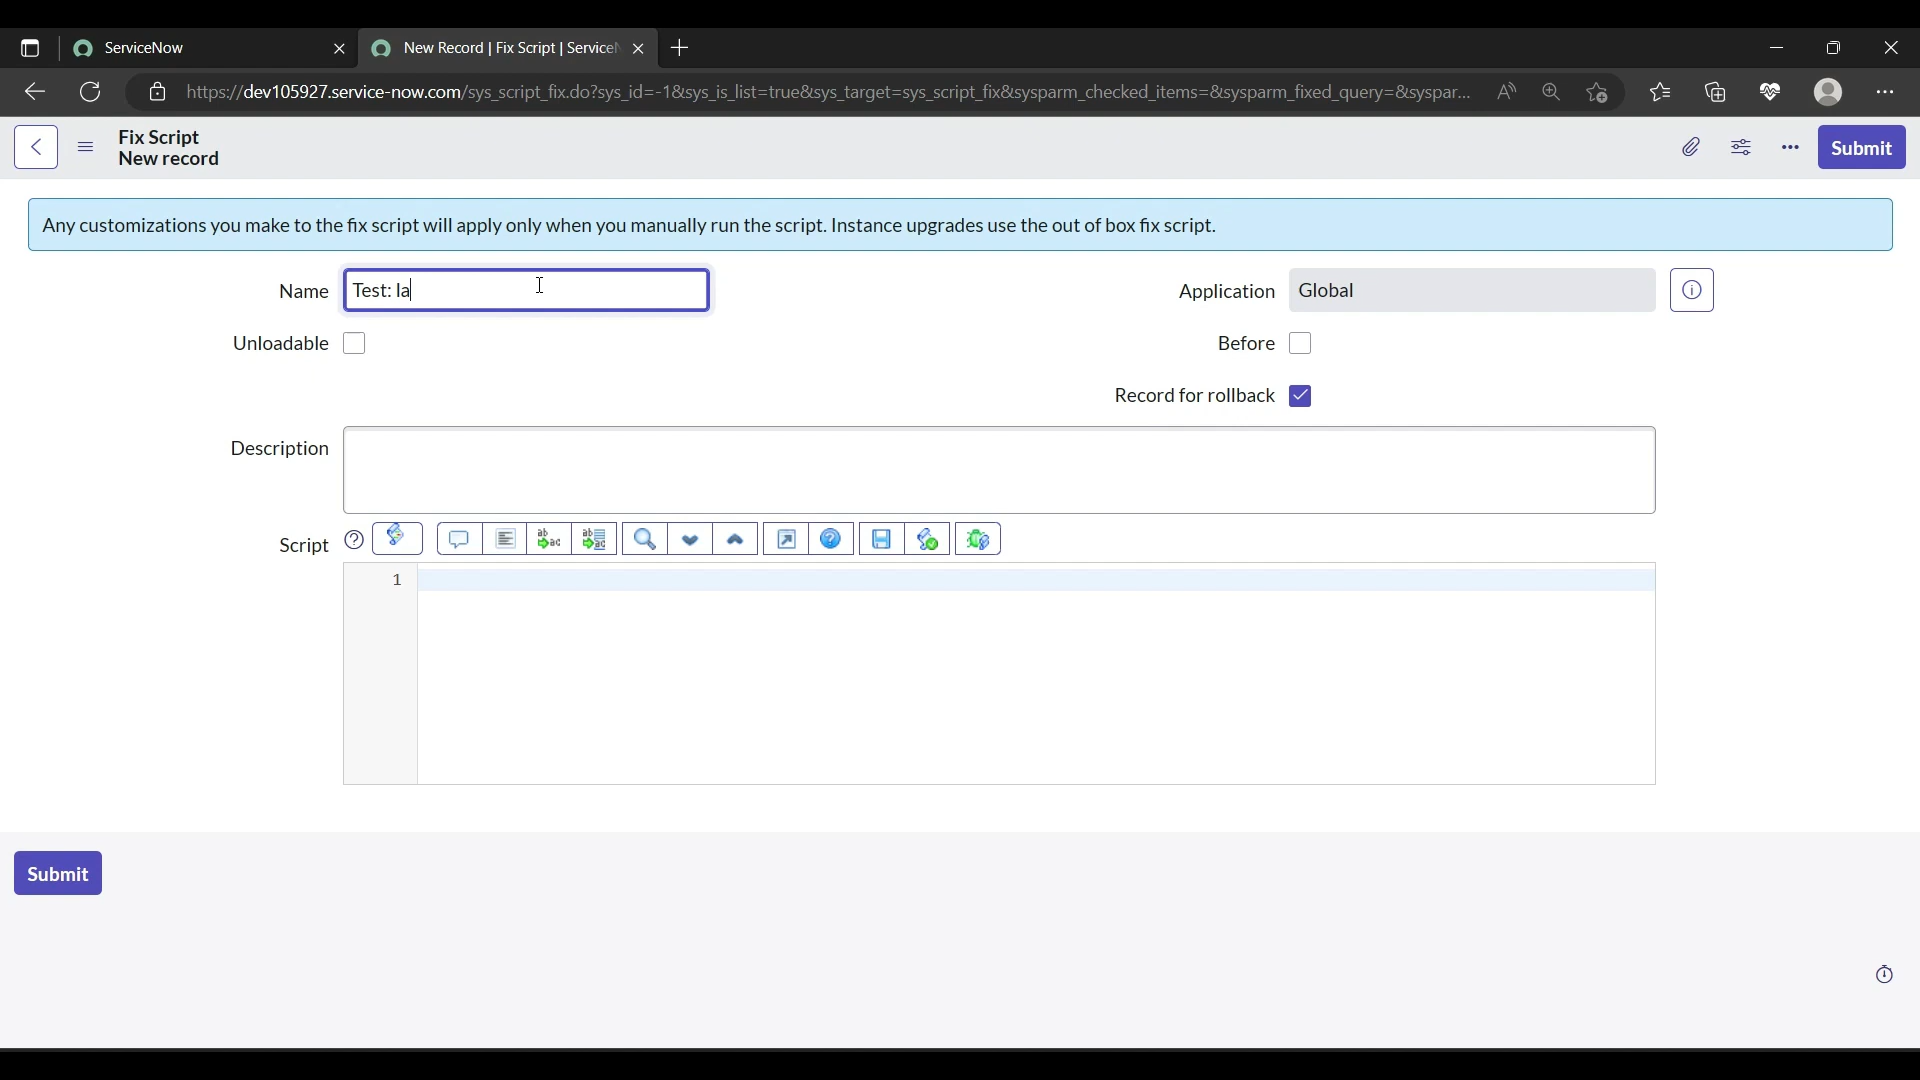 ServiceNow
New Record | Fix Script | Service
https://dev105927.service-now.com/sys_script_fix.do?sys_id=-1&sys_is_list=true&sys_target=sys_script_fix&sysparm_checked_items=&sysparm_fixed_query=&syspar...
Fix Script
New record
Submit
Any customizations you make to the fix script will apply only when you manually run the script. Instance upgrades use the out of box fix script.
Name
Test: la
Application
Global
Unloadable
Before
Record for rollback
Description
Script
1
Submit